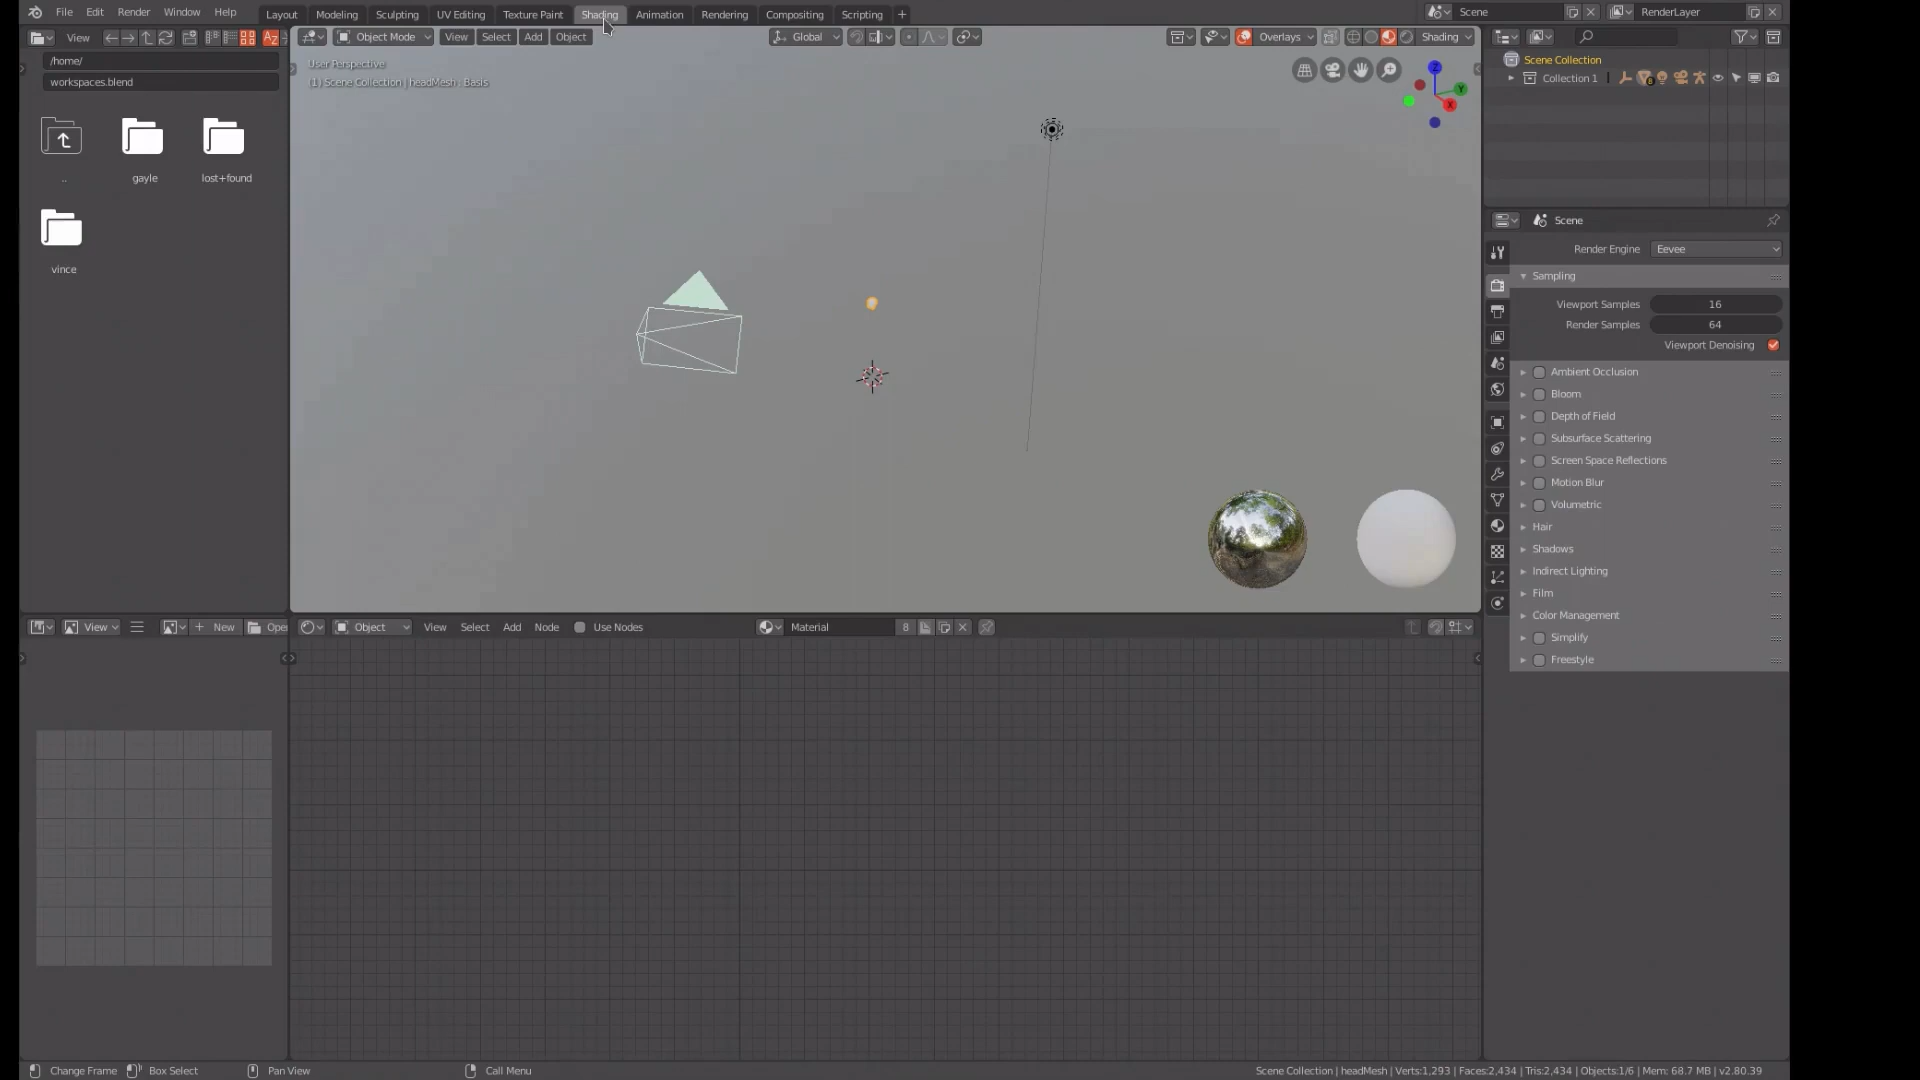 File Edit Render Window Help Layout Modeling Sculpting UV Editing Texture Paint Shading Animation Rendering Compositing Scripting + Scene RenderLayer
View Object Mode View Select Add Object Global Overlays Shading
/home/
workspaces.blend
..
gayle
lost+found
vince
User Perspective
(1) Scene Collection | headMesh : Basis
Z
Y
X
Scene Collection
Collection 1
Scene
Render Engine Eevee
Sampling
Viewport Samples 16
Render Samples 64
Viewport Denoising
Ambient Occlusion
Bloom
Depth of Field
Subsurface Scattering
Screen Space Reflections
Motion Blur
Volumetric
Hair
Shadows
Indirect Lighting
Film
Color Management
Simplify
Freestyle
View New Ope Object View Select Add Node Use Nodes Material 8
Change Frame Box Select Pan View Call Menu Scene Collection | headMesh | Verts:1,293 | Faces:2,434 | Tris:2,434 | Objects:1/6 | Mem: 68.7 MB | v2.80.39